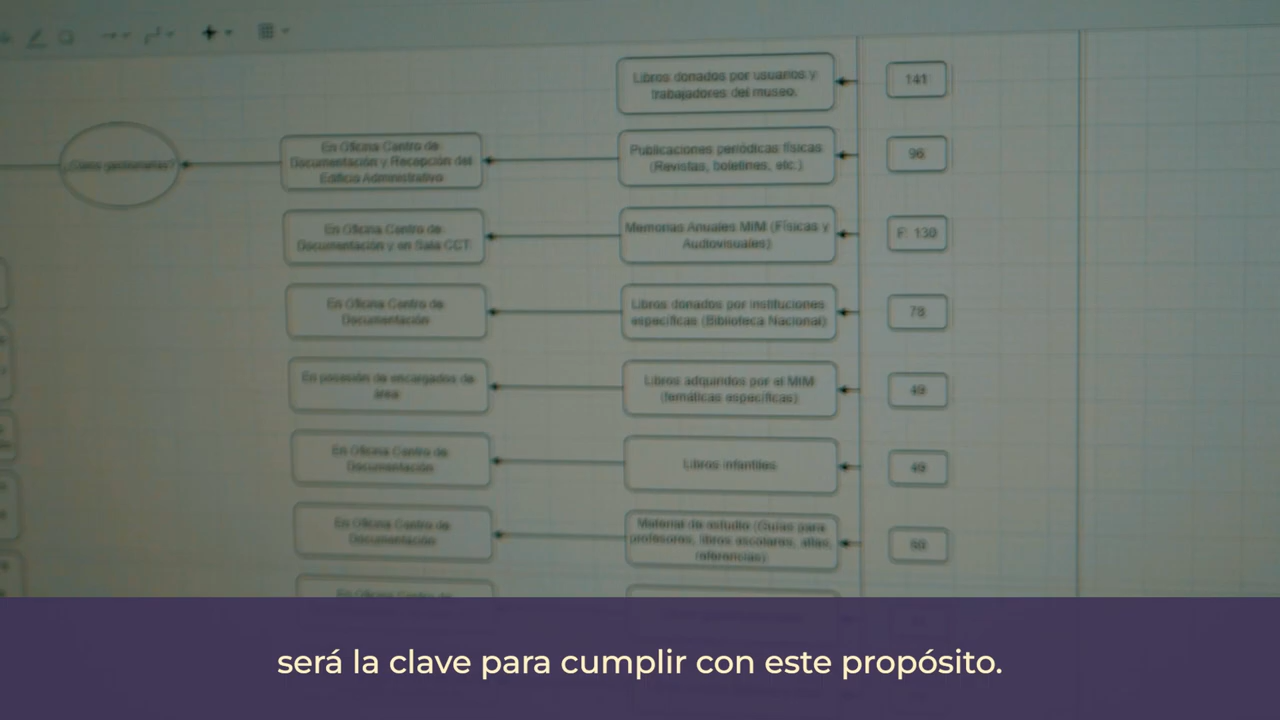 Libros donados por usuarios y
trabajadores del museo.
141
En Oficina Centro de
Documentación y Recepción del
Edificio Administrativo
Publicaciones periódicas físicas
(Revistas, boletines, etc.)
96
En Oficina Centro de
Documentación y en Sala CCT
Memorias Anuales MIM (Físicas y
Audiovisuales)
F: 130
En Oficina Centro de
Documentación
Libros donados por instituciones
específicas (Biblioteca Nacional)
78
En posesión de encargados de
área
Libros adquiridos por el MIM
(temáticas específicas)
49
En Oficina Centro de
Documentación
Libros infantiles
49
En Oficina Centro de
Documentación
Material de estudio (Guías para
profesores, libros escolares, atlas,
referencias)
50
En Oficina Centro de
será la clave para cumplir con este propósito.